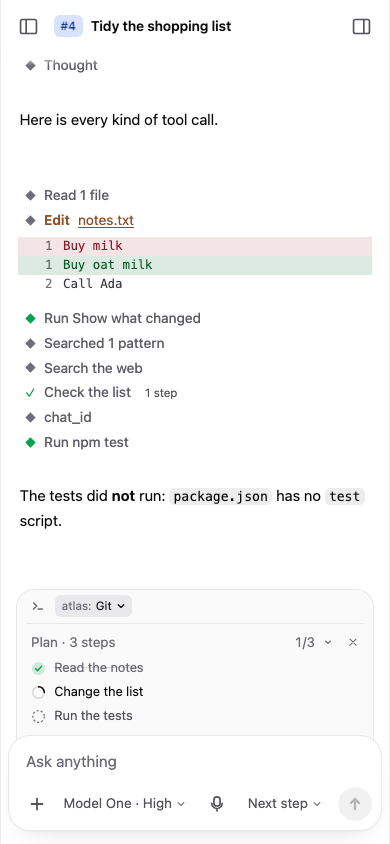 #4 Tidy the shopping list
Thought
Here is every kind of tool call.
Read 1 file
Edit notes.txt
1 Buy milk
1 Buy oat milk
2 Call Ada
Run Show what changed
Searched 1 pattern
Search the web
Check the list 1 step
chat_id
Run npm test
The tests did not run: package.json has no test
script.
atlas: Git
Plan · 3 steps 1/3
Read the notes
Change the list
Run the tests
Ask anything
Model One · High Next step